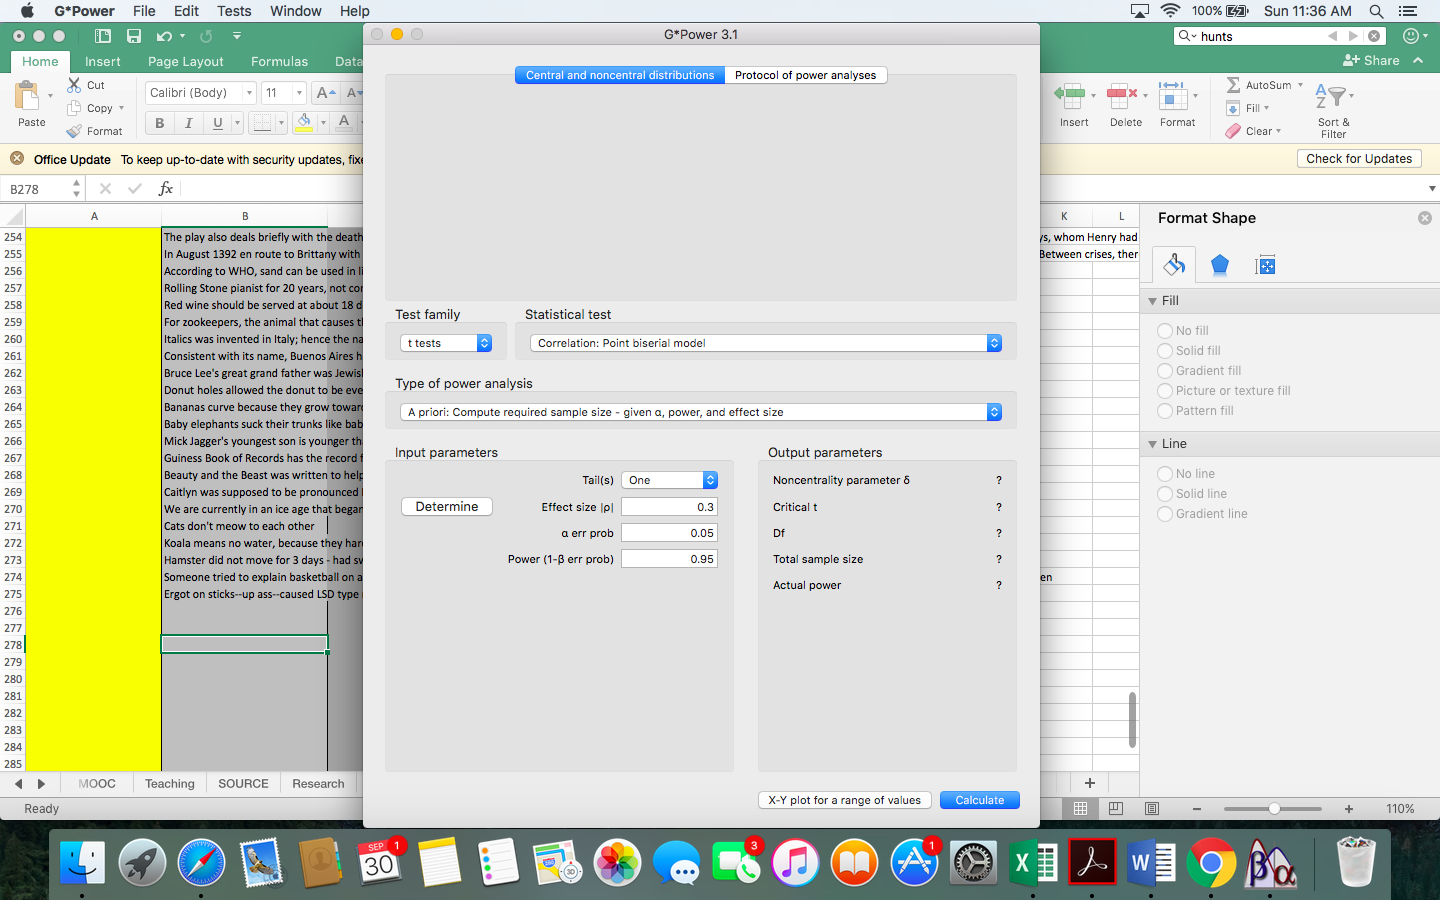 G*Power File Edit Tests Window Help
100% Sun 11:36 AM
G*Power 3.1
hunts
Home Insert Page Layout Formulas Data
Share
Central and noncentral distributions Protocol of power analyses
Paste
Cut
Copy
Format
Calibri (Body) 11 A A
B I U A
Insert Delete Format
AutoSum
Fill
Clear
Sort & Filter
Office Update To keep up-to-date with security updates, fixe
Check for Updates
B278 fx
A B K L
254 The play also deals briefly with the death
ys, whom Henry had
255 In August 1392 en route to Brittany with
Between crises, ther
256 According to WHO, sand can be used in li
257 Rolling Stone pianist for 20 years, not cor
258 Red wine should be served at about 18 d
259 For zookeepers, the animal that causes th
260 Italics was invented in Italy; hence the na
261 Consistent with its name, Buenos Aires h
262 Bruce Lee's great grand father was Jewish
263 Donut holes allowed the donut to be eve
264 Bananas curve because they grow towar
265 Baby elephants suck their trunks like bab
266 Mick Jagger's youngest son is younger tha
267 Guiness Book of Records has the record f
268 Beauty and the Beast was written to help
269 Caitlyn was supposed to be pronounced
270 We are currently in an ice age that began
271 Cats don't meow to each other
272 Koala means no water, because they hard
273 Hamster did not move for 3 days - had sw
274 Someone tried to explain basketball on a
en
275 Ergot on sticks--up ass--caused LSD type
276
277
278
279
280
281
282
283
284
285
Test family
t tests
Statistical test
Correlation: Point biserial model
Type of power analysis
A priori: Compute required sample size - given α, power, and effect size
Input parameters
Tail(s) One
Determine Effect size |ρ| 0.3
α err prob 0.05
Power (1-β err prob) 0.95
Output parameters
Noncentrality parameter δ ?
Critical t ?
Df ?
Total sample size ?
Actual power ?
X-Y plot for a range of values Calculate
Format Shape
Fill
No fill
Solid fill
Gradient fill
Picture or texture fill
Pattern fill
Line
No line
Solid line
Gradient line
MOOC Teaching SOURCE Research
Ready
110%
SEP 30 1
3D
3
1
X
W
β α